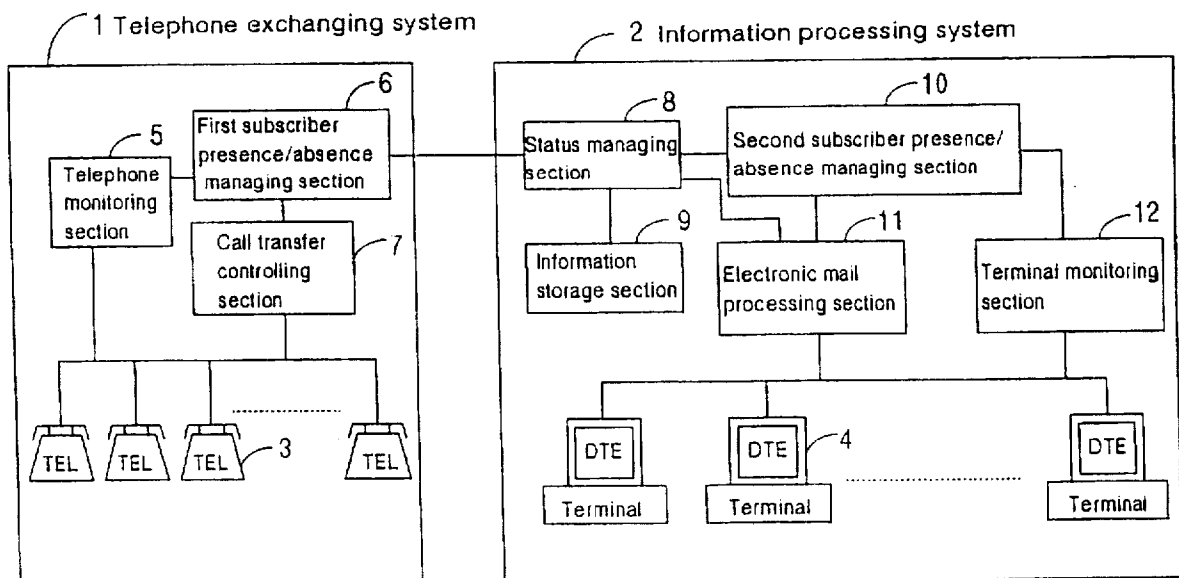 1 Telephone exchanging system
2 Information processing system
6
First subscriber
presence/absence
managing section
5
Telephone
monitoring
section
Call transfer
controlling
section
7
TEL
TEL
TEL
3
TEL
8
Status managing
section
10
Second subscriber presence/
absence managing section
9
Information
storage section
11
Electronic mail
processing section
12
Terminal monitoring
section
DTE
Terminal
DTE
4
Terminal
DTE
Terminal